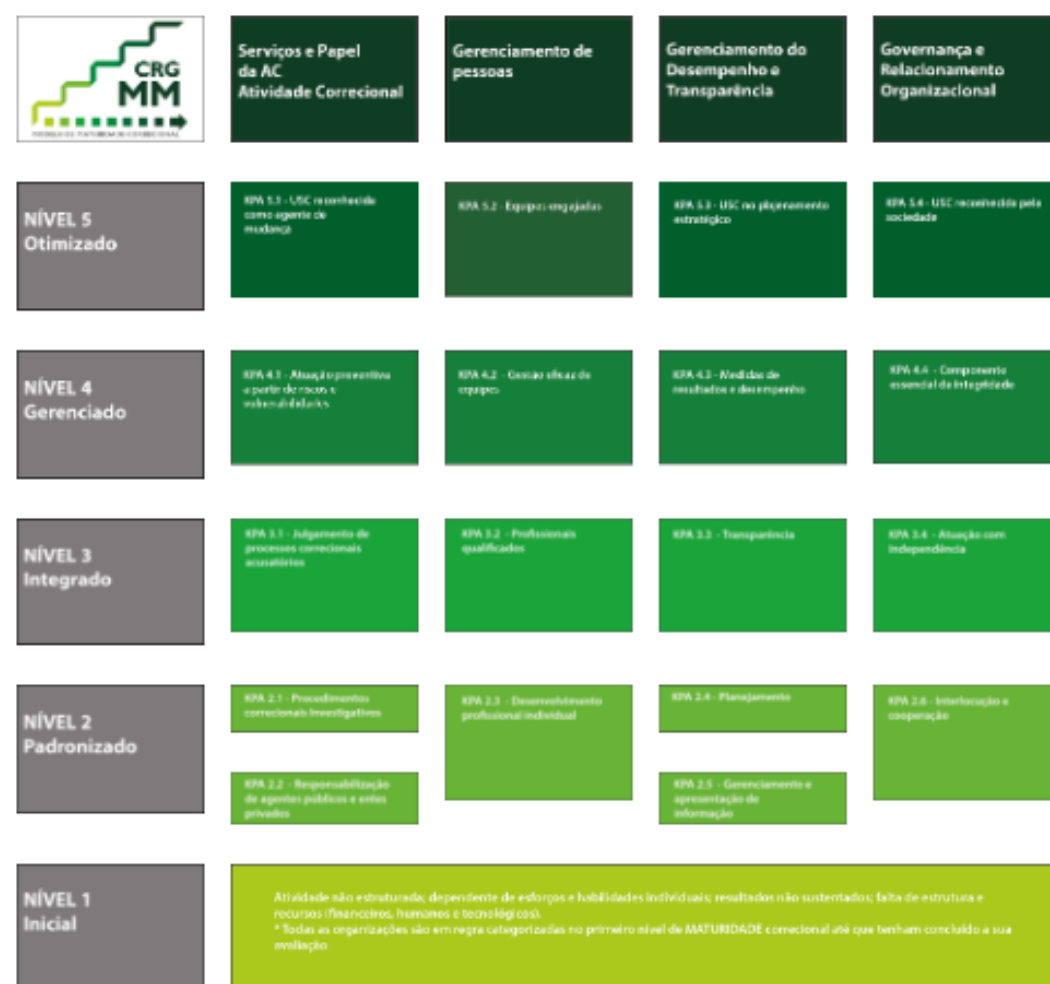 CRG
MM
MODELO DE MATURIDADE CORRECIONAL
Serviços e Papel
da AC
Atividade Correcional
Gerenciamento de
pessoas
Gerenciamento do
Desempenho e
Transparência
Governança e
Relacionamento
Organizacional
NÍVEL 5
Otimizado
KPA 5.1 - USC reconhecida
como agente de
mudança
KPA 5.2 - Equipes engajadas
KPA 5.3 - USC no planejamento
estratégico
KPA 5.4 - USC reconhecida pela
sociedade
NÍVEL 4
Gerenciado
KPA 4.1 - Atuação preventiva
a partir de riscos e
vulnerabilidades
KPA 4.2 - Gestão eficaz de
equipes
KPA 4.3 - Medidas de
resultados e desempenho
KPA 4.4 - Componente
essencial da integridade
NÍVEL 3
Integrado
KPA 3.1 - Julgamento de
processos correcionais
acusatórios
KPA 3.2 - Profissionais
qualificados
KPA 3.3 - Transparência
KPA 3.4 - Atuação com
independência
NÍVEL 2
Padronizado
KPA 2.1 - Procedimentos
correcionais Investigativos
KPA 2.2 - Responsabilização
de agentes públicos e entes
privados
KPA 2.3 - Desenvolvimento
profissional individual
KPA 2.4 - Planejamento
KPA 2.5 - Gerenciamento e
apresentação de
informação
KPA 2.6 - Interlocução e
cooperação
NÍVEL 1
Inicial
Atividade não estruturada; dependente de esforços e habilidades individuais; resultados não sustentados; falta de estrutura e
recursos (financeiros, humanos e tecnológicos).
* Todas as organizações são em regra categorizadas no primeiro nível de MATURIDADE correcional até que tenham concluído a sua
avaliação